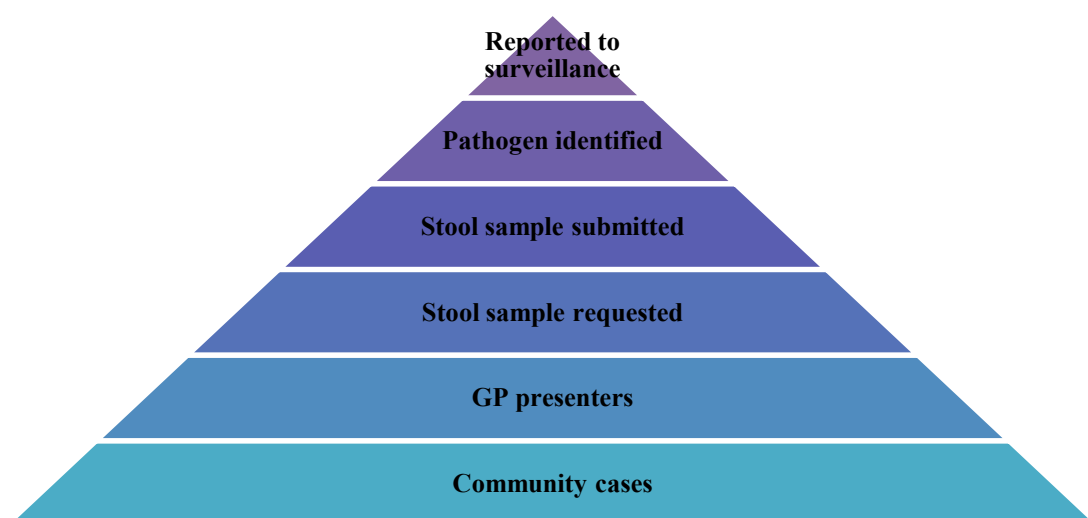 Reported to
surveillance
Pathogen identified
Stool sample submitted
Stool sample requested
GP presenters
Community cases